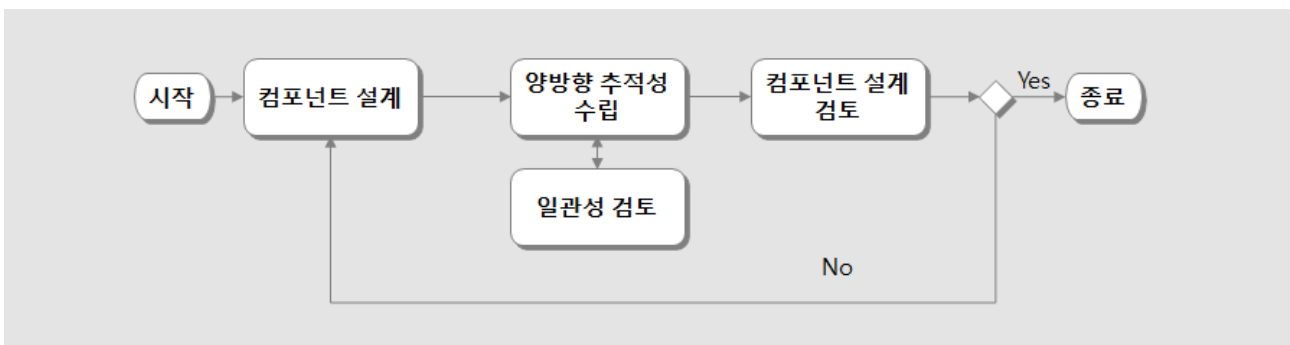 시작
컴포넌트 설계
양방향 추적성
수립
컴포넌트 설계
검토
Yes
종료
일관성 검토
No